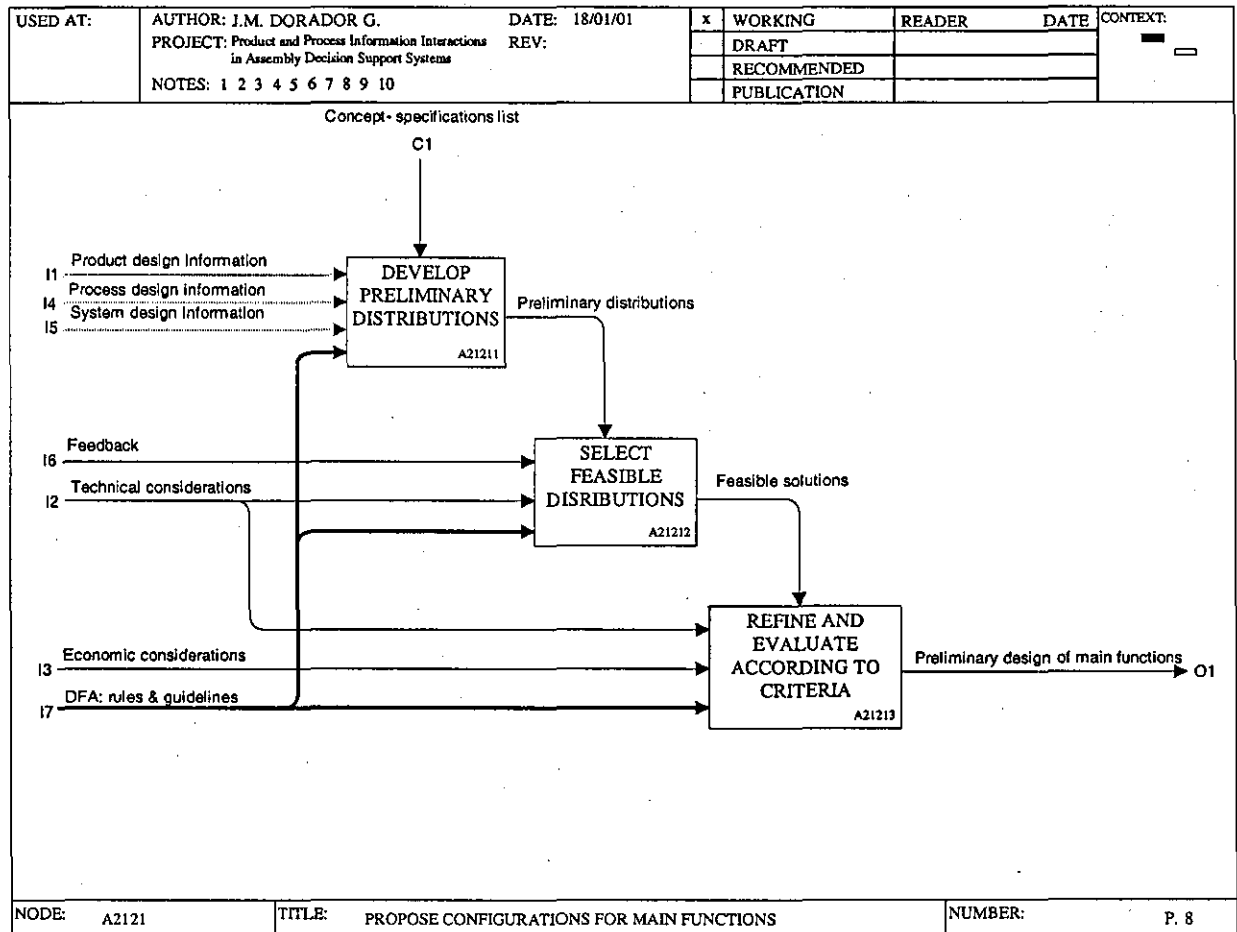 USED AT:
AUTHOR: J.M. DORADOR G.
DATE: 18/01/01
PROJECT: Product and Process Information Interactions
in Assembly Decision Support Systems
REV:
NOTES: 1 2 3 4 5 6 7 8 9 10
x WORKING
DRAFT
RECOMMENDED
PUBLICATION
READER DATE
CONTEXT:
Concept- specifications list
C1
I1 Product design Information
I4 Process design information
I5 System design Information
DEVELOP
PRELIMINARY
DISTRIBUTIONS
A21211
Preliminary distributions
I6 Feedback
I2 Technical considerations
SELECT
FEASIBLE
DISRIBUTIONS
A21212
Feasible solutions
I3 Economic considerations
I7 DFA: rules & guidelines
REFINE AND
EVALUATE
ACCORDING TO
CRITERIA
A21213
Preliminary design of main functions
O1
NODE: A2121
TITLE: PROPOSE CONFIGURATIONS FOR MAIN FUNCTIONS
NUMBER: P. 8